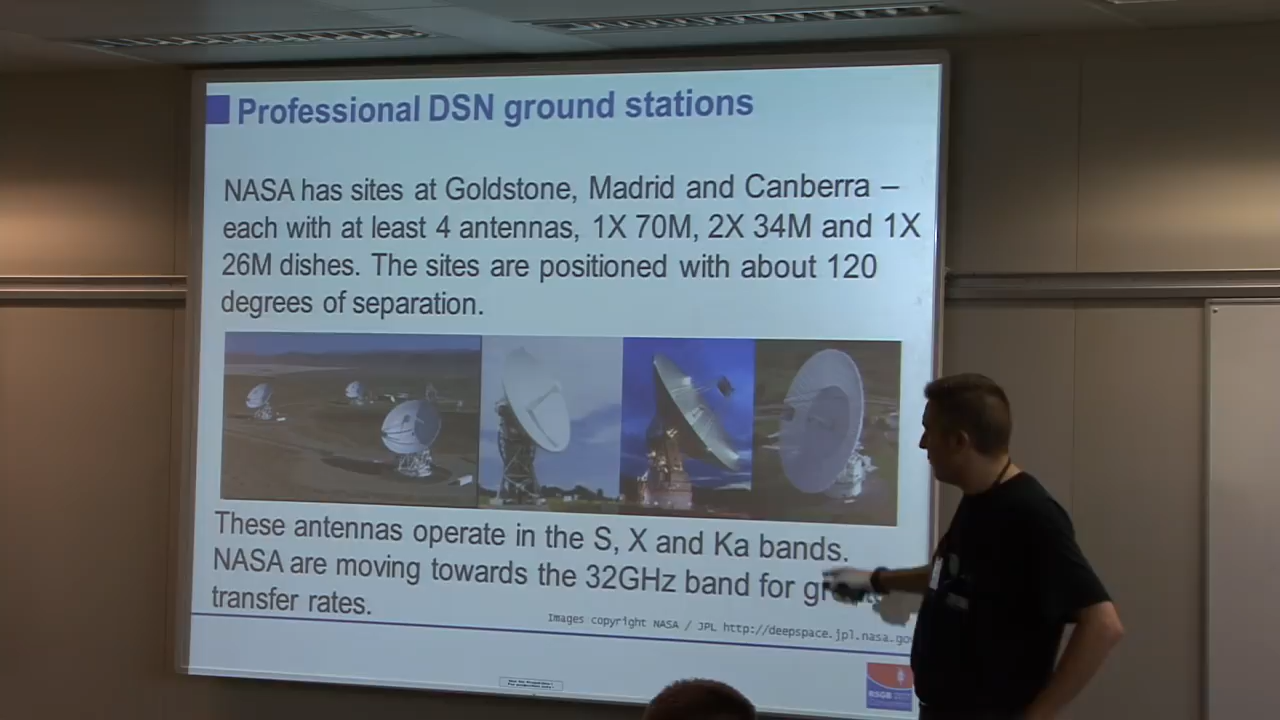 Professional DSN ground stations
NASA has sites at Goldstone, Madrid and Canberra –
each with at least 4 antennas, 1X 70M, 2X 34M and 1X
26M dishes. The sites are positioned with about 120
degrees of separation.
These antennas operate in the S, X and Ka bands.
NASA are moving towards the 32GHz band for
transfer rates.
Images copyright NASA / JPL http://deepspace.jpl.nasa.go
RSGB